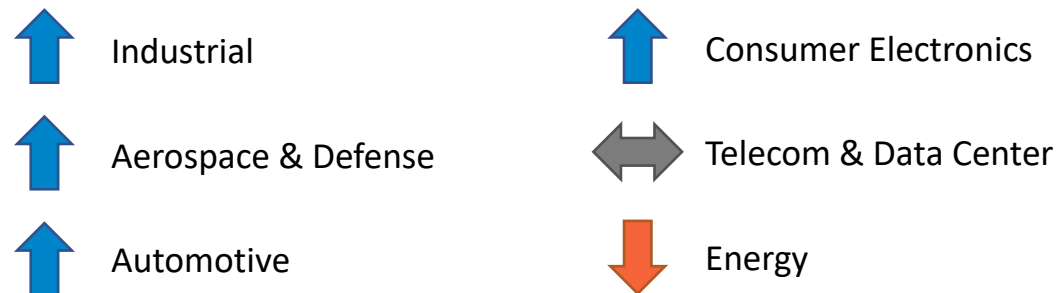 Industrial
Aerospace & Defense
Automotive
Consumer Electronics
Telecom & Data Center
Energy